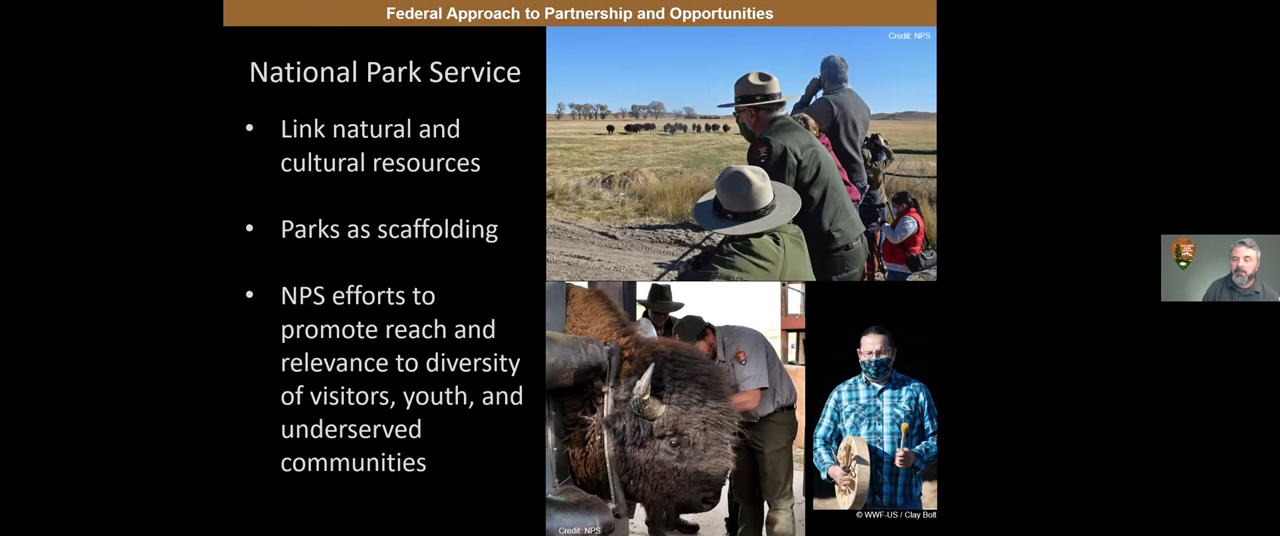 Federal Approach to Partnership and Opportunities
Credit: NPS
National Park Service
• Link natural and
cultural resources
• Parks as scaffolding
• NPS efforts to
promote reach and
relevance to diversity
of visitors, youth, and
underserved
communities
Credit: NPS
© WWF-US / Clay Bolt